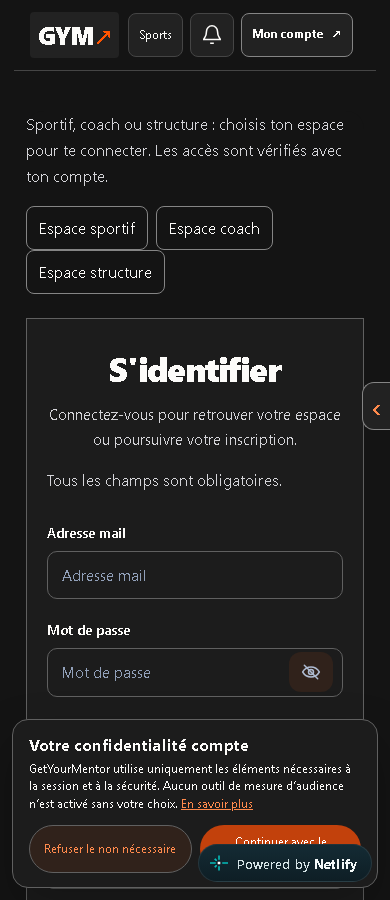 GYM↗
Sports
Mon compte ↗
Sportif, coach ou structure : choisis ton espace
pour te connecter. Les accès sont vérifiés avec
ton compte.
Espace sportif
Espace coach
Espace structure
S'identifier
Connectez-vous pour retrouver votre espace
ou poursuivre votre inscription.
Tous les champs sont obligatoires.
Adresse mail
Adresse mail
Mot de passe
Mot de passe
Votre confidentialité compte
GetYourMentor utilise uniquement les éléments nécessaires à
la session et à la sécurité. Aucun outil de mesure d’audience
n’est activé sans votre choix. En savoir plus
Refuser le non nécessaire
Continuer avec le
Powered by Netlify